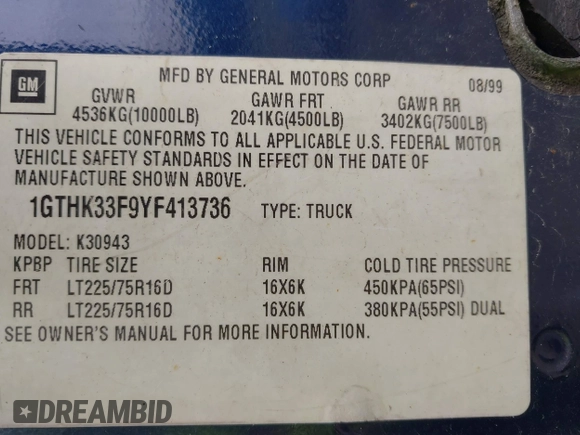 GM
MFD BY GENERAL MOTORS CORP 08/99
GVWR GAWR FRT GAWR RR
4536KG(10000LB) 2041KG(4500LB) 3402KG(7500LB)
THIS VEHICLE CONFORMS TO ALL APPLICABLE U.S. FEDERAL MOTOR
VEHICLE SAFETY STANDARDS IN EFFECT ON THE DATE OF
MANUFACTURE SHOWN ABOVE.
1GTHK33F9YF413736 TYPE: TRUCK
MODEL: K30943
KPBP TIRE SIZE RIM COLD TIRE PRESSURE
FRT LT225/75R16D 16X6K 450KPA(65PSI)
RR LT225/75R16D 16X6K 380KPA(55PSI) DUAL
SEE OWNER'S MANUAL FOR MORE INFORMATION.
DREAMBID